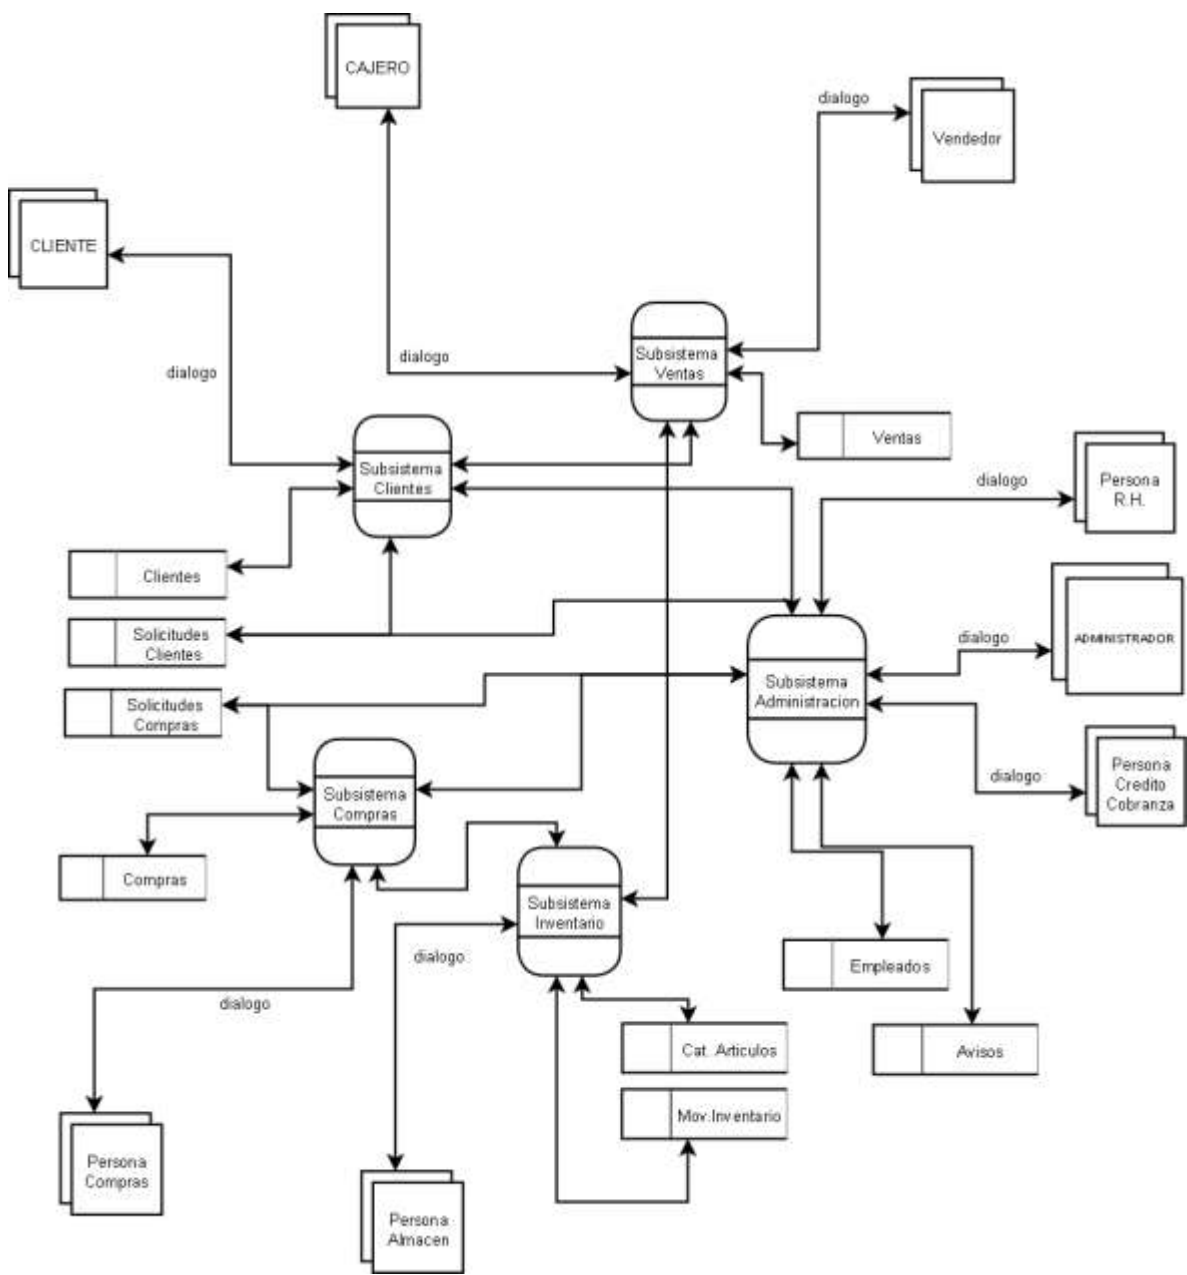 CAJERO
dialogo
Vendedor
CLIENTE
dialogo
dialogo
Subsistema
Ventas
Ventas
Subsistema
Clientes
dialogo
Persona
R.H.
Clientes
Solicitudes
Clientes
dialogo
ADMINISTRADOR
Subsistema
Administracion
Solicitudes
Compras
dialogo
Persona
Credito
Cobranza
Subsistema
Compras
Compras
Subsistema
Inventario
dialogo
Empleados
dialogo
Cat. Articulos
Avisos
Mov.Inventario
Persona
Compras
Persona
Almacen